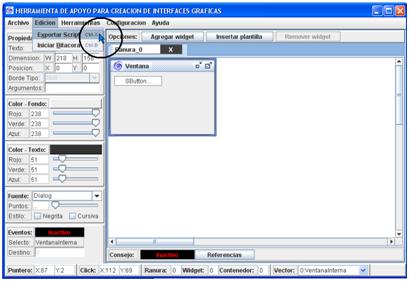 HERRAMIENTA DE APOYO PARA CREACION DE INTERFACES GRAFICAS
Archivo Edicion Herramientas Configuracion Ayuda
Exportar Script Ctrl-X
Iniciar Bitacora Ctrl-B
Opciones: Agregar widget Insertar plantilla Remover widget
Ranura_0 X
Ventana
SButton...
Texto:
Dimension: W 218 H 158
Posicion: X 0 Y 0
Borde Tipo:
Argumentos:
Color - Fondo:
Rojo: 238
Verde: 238
Azul: 238
Color - Texto:
Rojo: 51
Verde: 51
Azul: 51
Fuente: Dialog
Puntos:
Estilo: Negrita Cursiva
Eventos: Inactivo
Selecto: VentanaInterna
Destino:
Consejo: Inactivo Referencias
Puntero: X:87 Y:2 Click: X:112 Y:69 Ranura: 0 Widget: 0 Contenedor: 0 Vector: 0:VentanaInterna